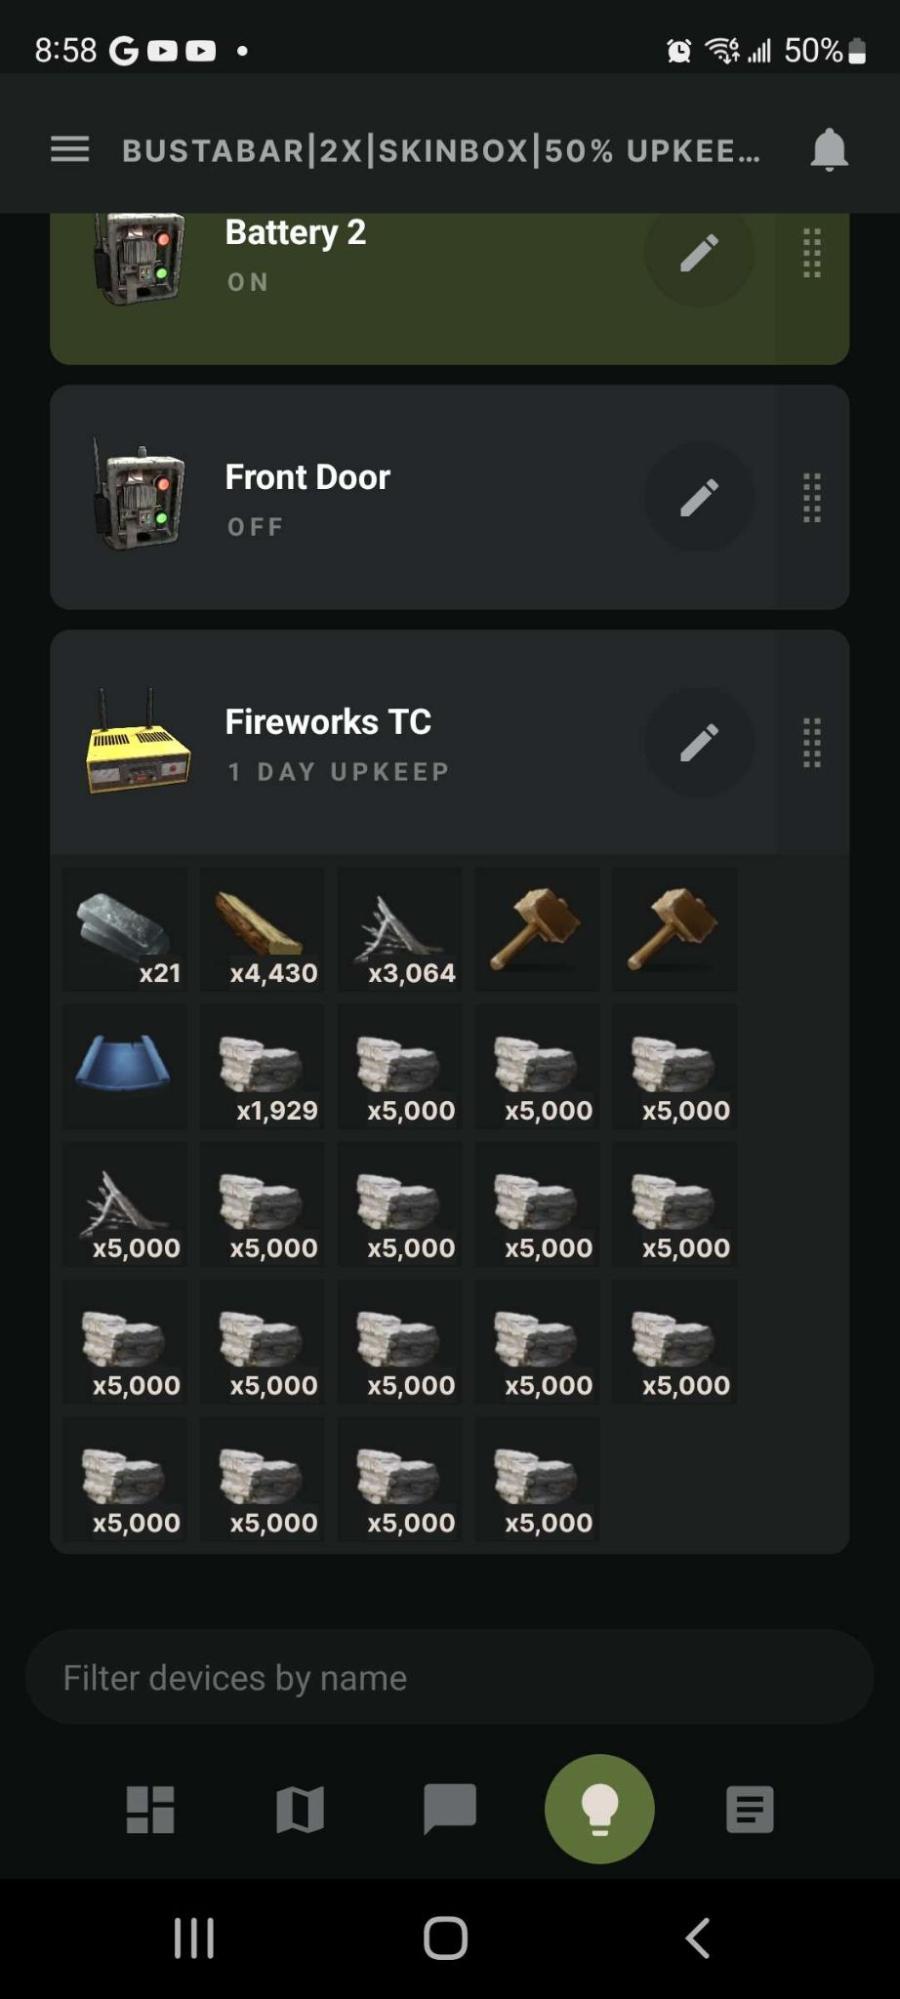 8:58
50%
BUSTABAR|2X|SKINBOX|50% UPKEE...
Battery 2
ON
Front Door
OFF
Fireworks TC
1 DAY UPKEEP
x21 x4,430 x3,064
x1,929 x5,000 x5,000 x5,000
x5,000 x5,000 x5,000 x5,000 x5,000
x5,000 x5,000 x5,000 x5,000 x5,000
x5,000 x5,000 x5,000 x5,000
Filter devices by name